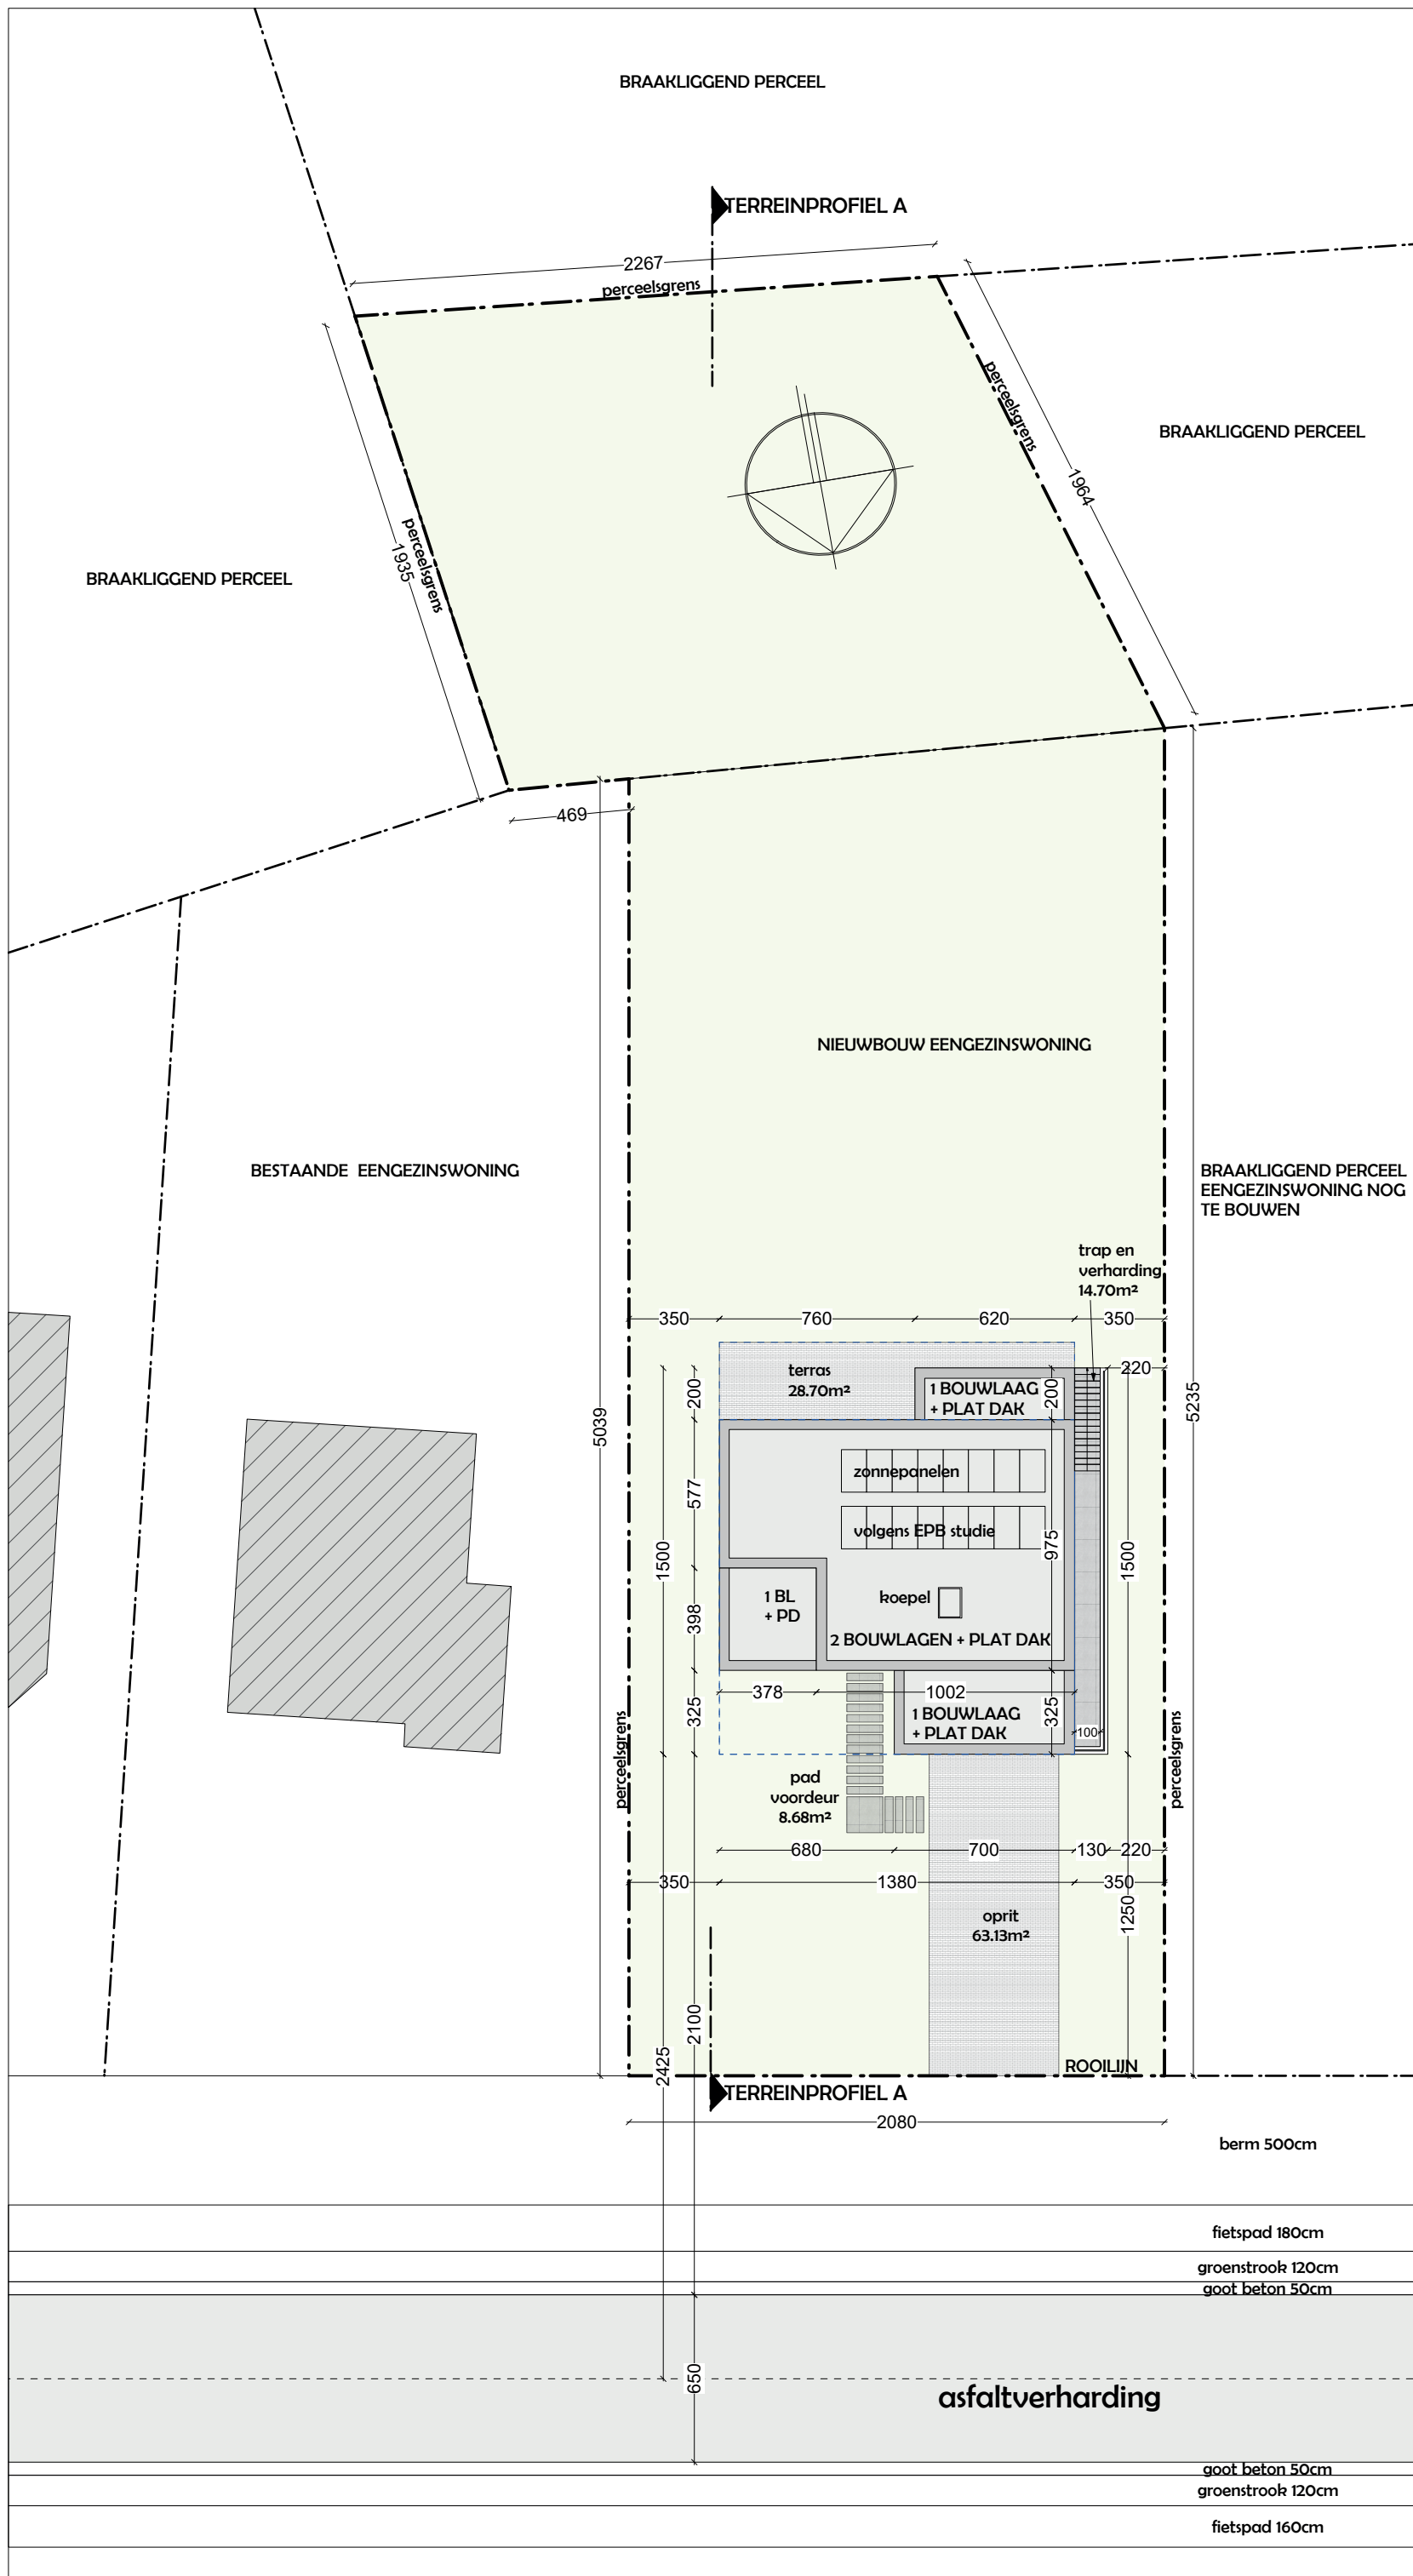 BRAAKLIGGEND PERCEEL
TERREINPROFIEL A
2267
perceelsgrens
perceelsgrens
1964
BRAAKLIGGEND PERCEEL
perceelsgrens
1935
BRAAKLIGGEND PERCEEL
469
NIEUWBOUW EENGEZINSWONING
BESTAANDE EENGEZINSWONING
BRAAKLIGGEND PERCEEL
EENGEZINSWONING NOG
TE BOUWEN
trap en
verharding
14.70m²
350
760
620
350
220
terras
28.70m²
1 BOUWLAAG
+ PLAT DAK
200
200
5039
5235
zonnepanelen
577
volgens EPB studie
975
1500
1500
1 BL
+ PD
koepel
398
2 BOUWLAGEN + PLAT DAK
378
1002
325
1 BOUWLAAG
+ PLAT DAK
325
100
perceelsgrens
perceelsgrens
pad
voordeur
8.68m²
680
700
130
220
350
1380
350
1250
oprit
63.13m²
2100
2425
ROOILIJN
TERREINPROFIEL A
2080
berm 500cm
fietspad 180cm
groenstrook 120cm
goot beton 50cm
650
asfaltverharding
goot beton 50cm
groenstrook 120cm
fietspad 160cm